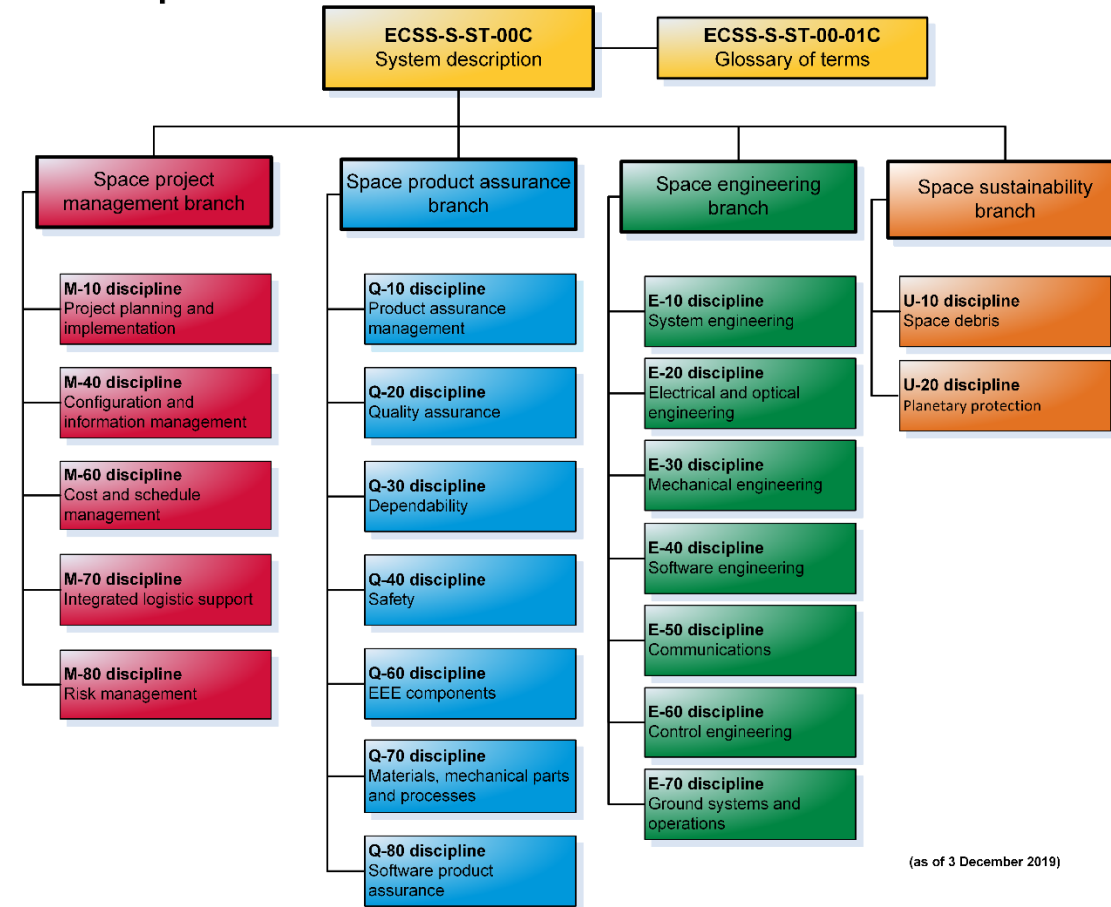 ECSS-S-ST-00C
System description
ECSS-S-ST-00-01C
Glossary of terms
Space project
management branch
M-10 discipline
Project planning and
implementation
M-40 discipline
Configuration and
information management
M-60 discipline
Cost and schedule
management
M-70 discipline
Integrated logistic support
M-80 discipline
Risk management
Space product assurance
branch
Q-10 discipline
Product assurance
management
Q-20 discipline
Quality assurance
Q-30 discipline
Dependability
Q-40 discipline
Safety
Q-60 discipline
EEE components
Q-70 discipline
Materials, mechanical parts
and processes
Q-80 discipline
Software product
assurance
Space engineering
branch
E-10 discipline
System engineering
E-20 discipline
Electrical and optical
engineering
E-30 discipline
Mechanical engineering
E-40 discipline
Software engineering
E-50 discipline
Communications
E-60 discipline
Control engineering
E-70 discipline
Ground systems and
operations
Space sustainability
branch
U-10 discipline
Space debris
U-20 discipline
Planetary protection
(as of 3 December 2019)